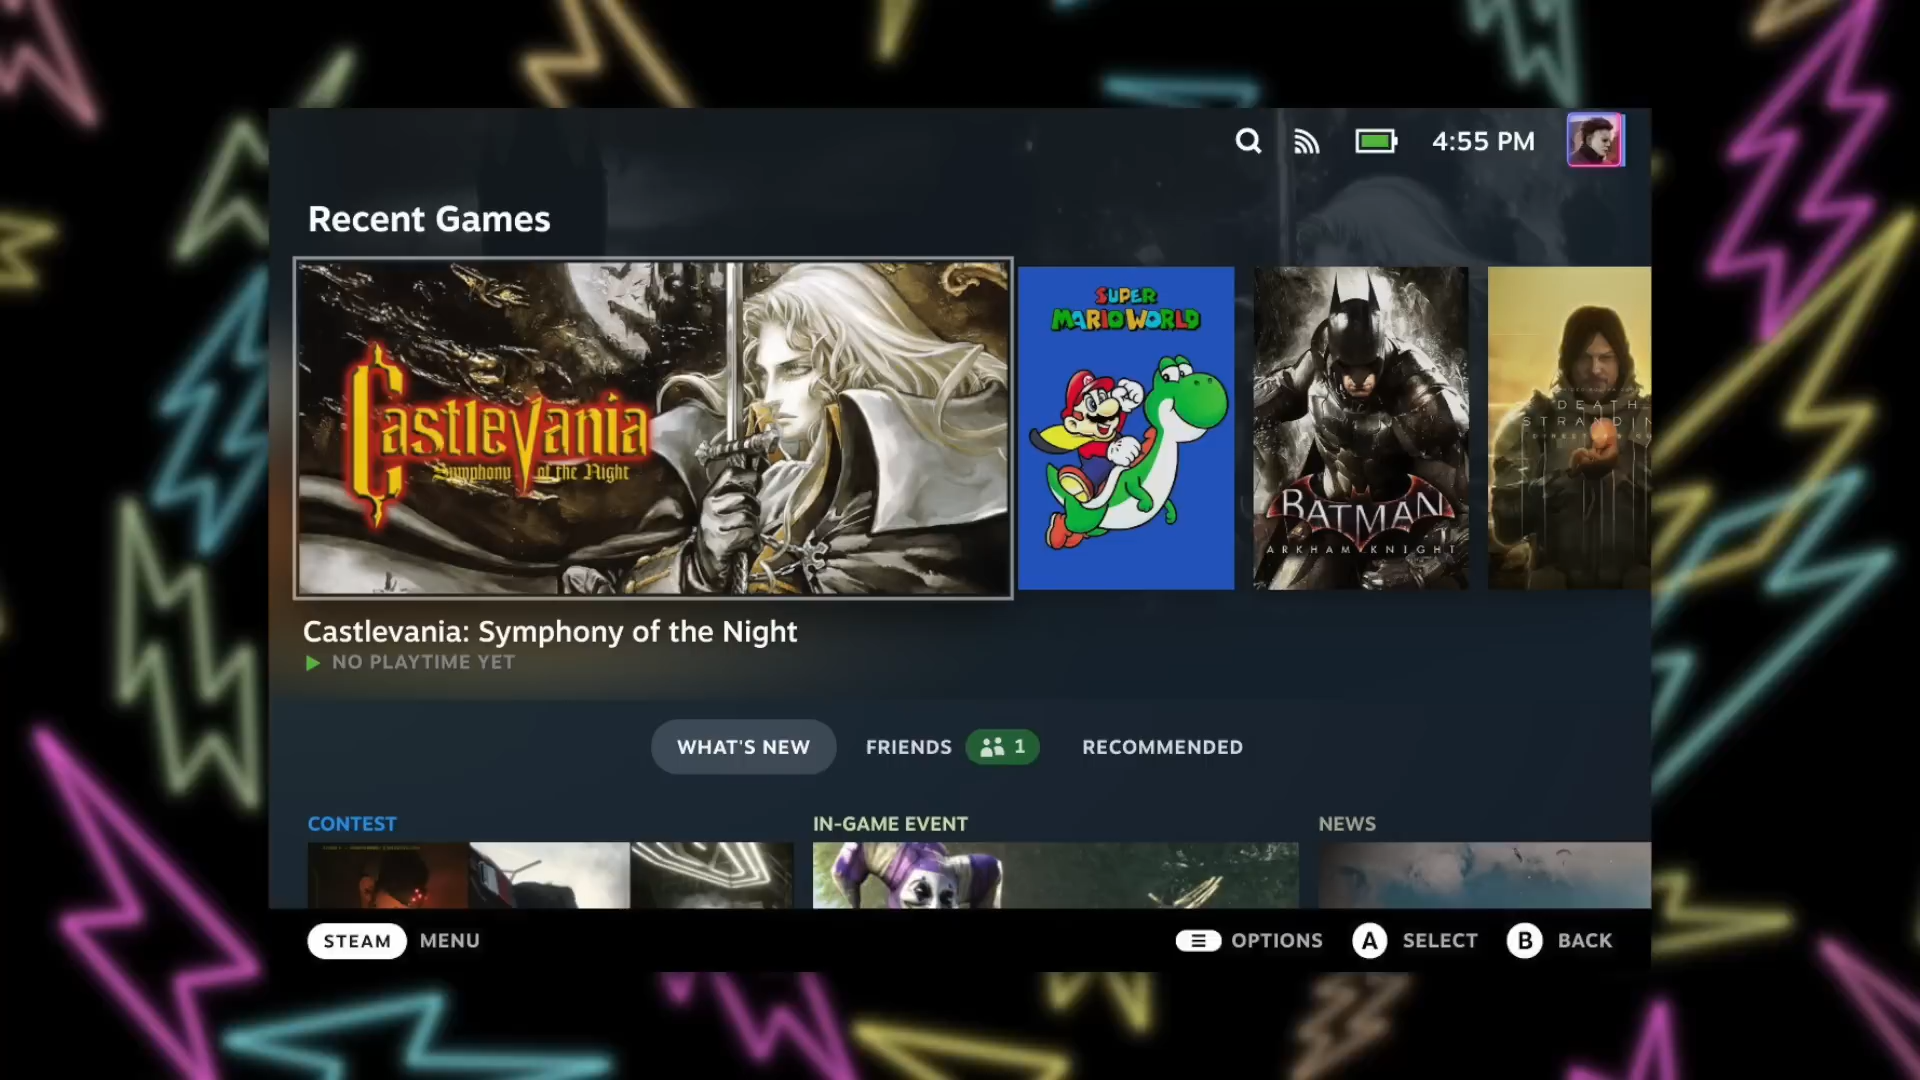 4:55 PM
Recent Games
Castlevania
Symphony of the Night
SUPER
MARIO WORLD
BATMAN
ARKHAM KNIGHT
DEATH
Castlevania: Symphony of the Night
NO PLAYTIME YET
WHAT'S NEW
FRIENDS 1
RECOMMENDED
CONTEST
IN-GAME EVENT
NEWS
STEAM MENU
OPTIONS
A SELECT
B BACK